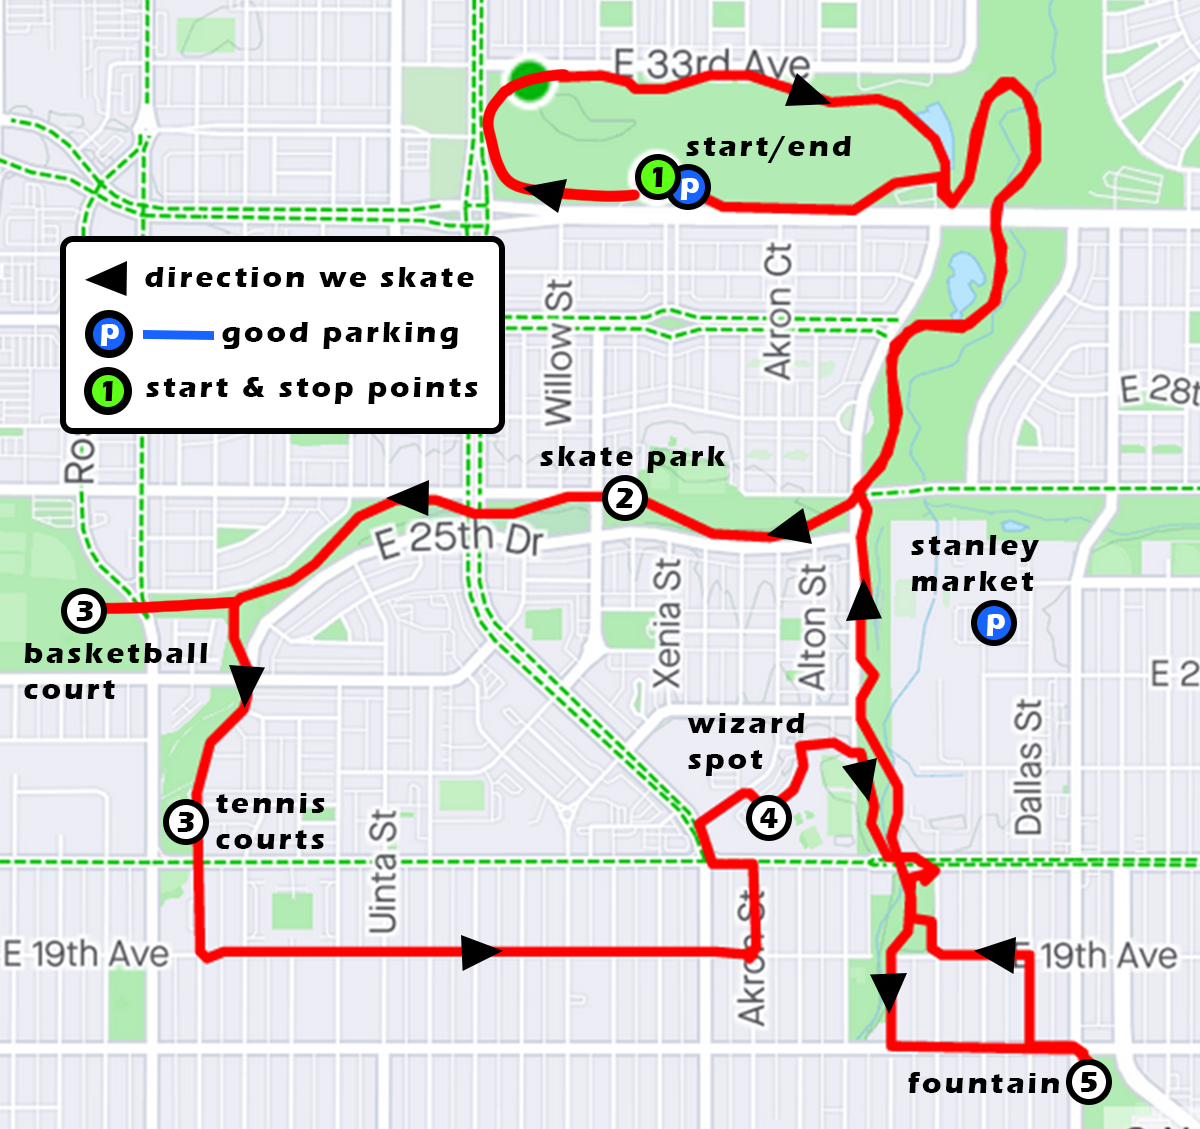 E 33rd Ave
start/end
1
P
direction we skate
P
good parking
1
start & stop points
Willow St
Akron Ct
E 28t
Ro
skate park
2
E 25th Dr
stanley
market
P
Xenia St
Alton St
3
basketball
court
E 2
Dallas St
wizard
spot
4
3
tennis
courts
Uinta St
E 19th Ave
Akron St
E 19th Ave
fountain
5